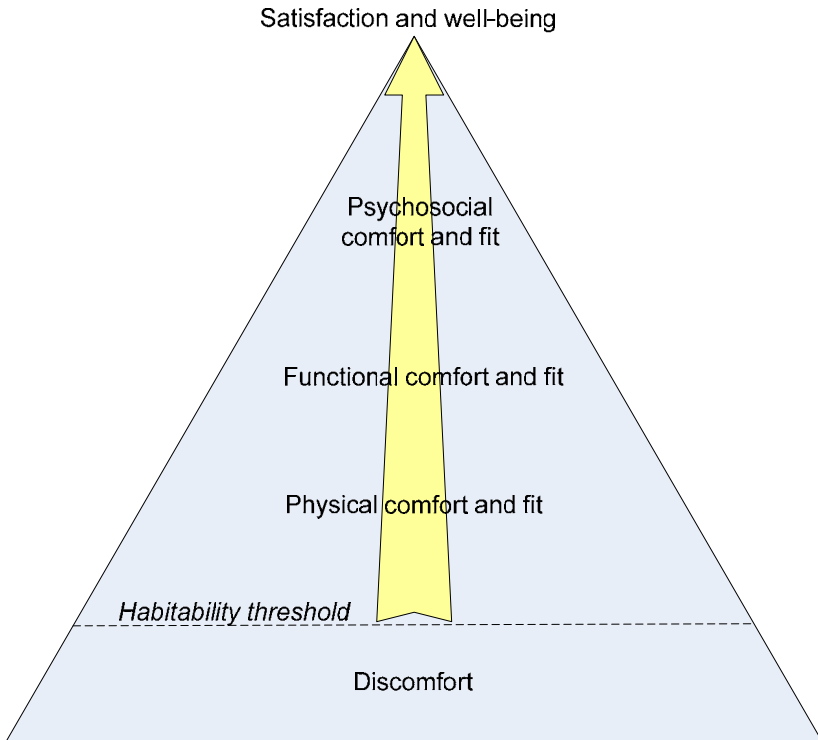 Satisfaction and well-being
Psychosocial
comfort and fit
Functional comfort and fit
Physical comfort and fit
Habitability threshold
Discomfort